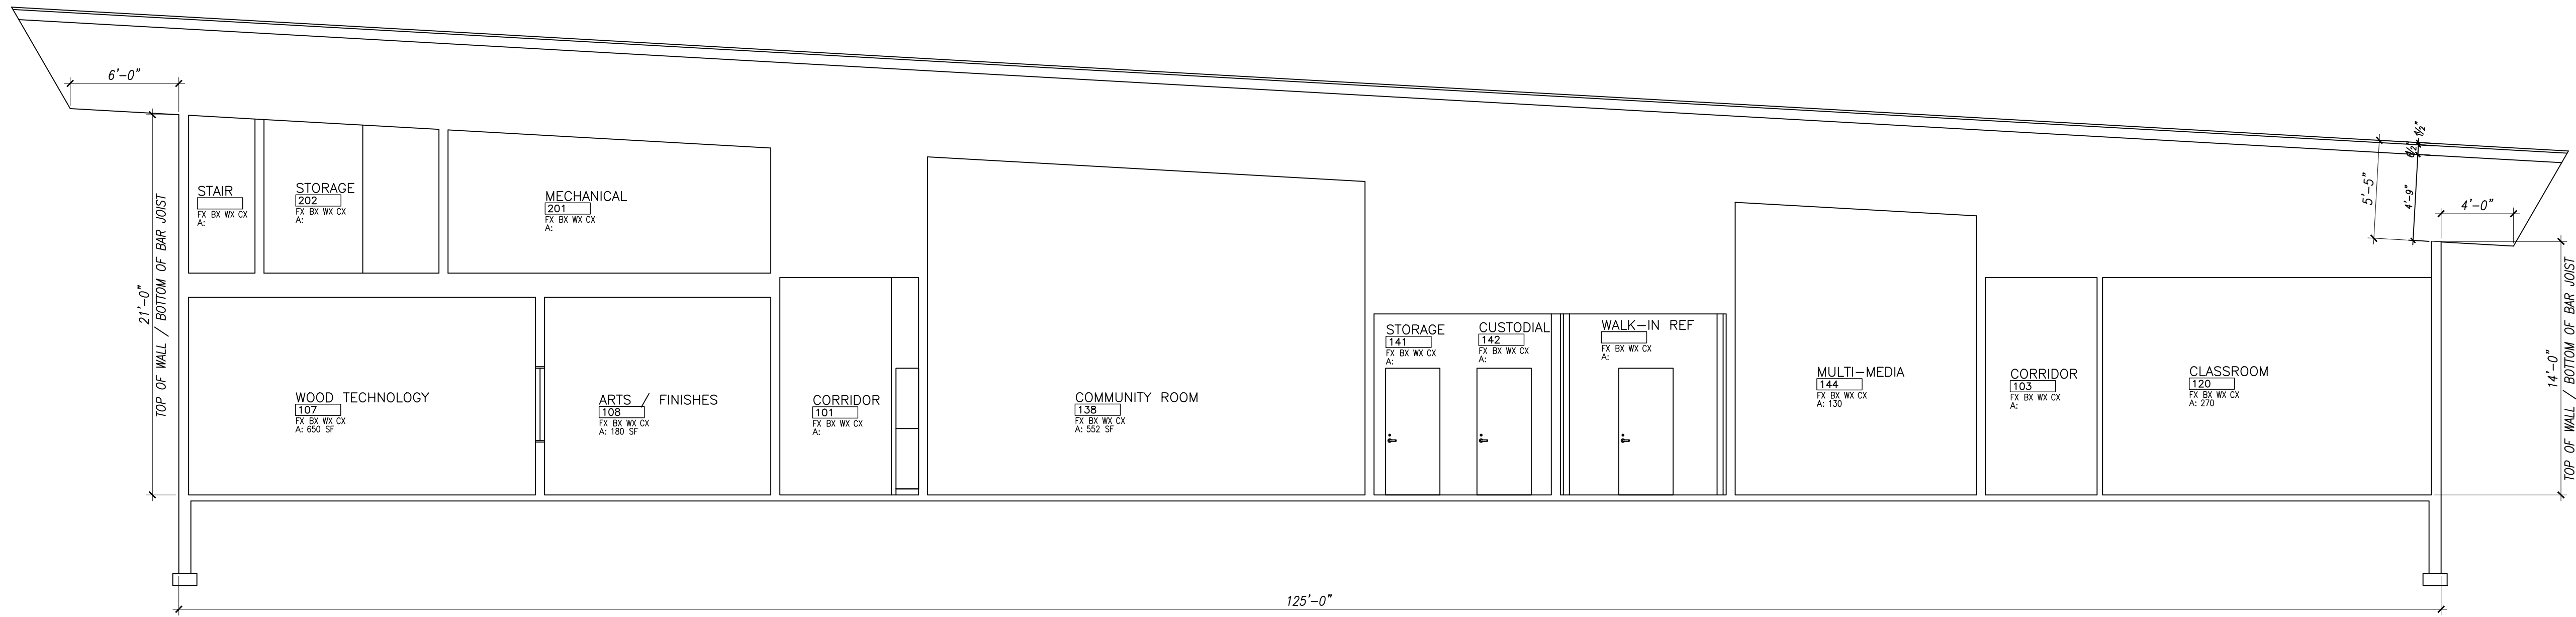 6'-0"
21'-0"
TOP OF WALL / BOTTOM OF BAR JOIST
STAIR
FX BX WX CX
A:
STORAGE
202
FX BX WX CX
A:
MECHANICAL
201
FX BX WX CX
A:
WOOD TECHNOLOGY
107
FX BX WX CX
A: 650 SF
ARTS / FINISHES
108
FX BX WX CX
A: 180 SF
CORRIDOR
101
FX BX WX CX
A:
COMMUNITY ROOM
138
FX BX WX CX
A: 552 SF
STORAGE
141
FX BX WX CX
A:
CUSTODIAL
142
FX BX WX CX
A:
WALK-IN REF
FX BX WX CX
A:
MULTI-MEDIA
144
FX BX WX CX
A: 130
CORRIDOR
103
FX BX WX CX
A:
CLASSROOM
120
FX BX WX CX
A: 270
5'-5"
4'-9"
4'-0"
14'-0"
TOP OF WALL / BOTTOM OF BAR JOIST
125'-0"